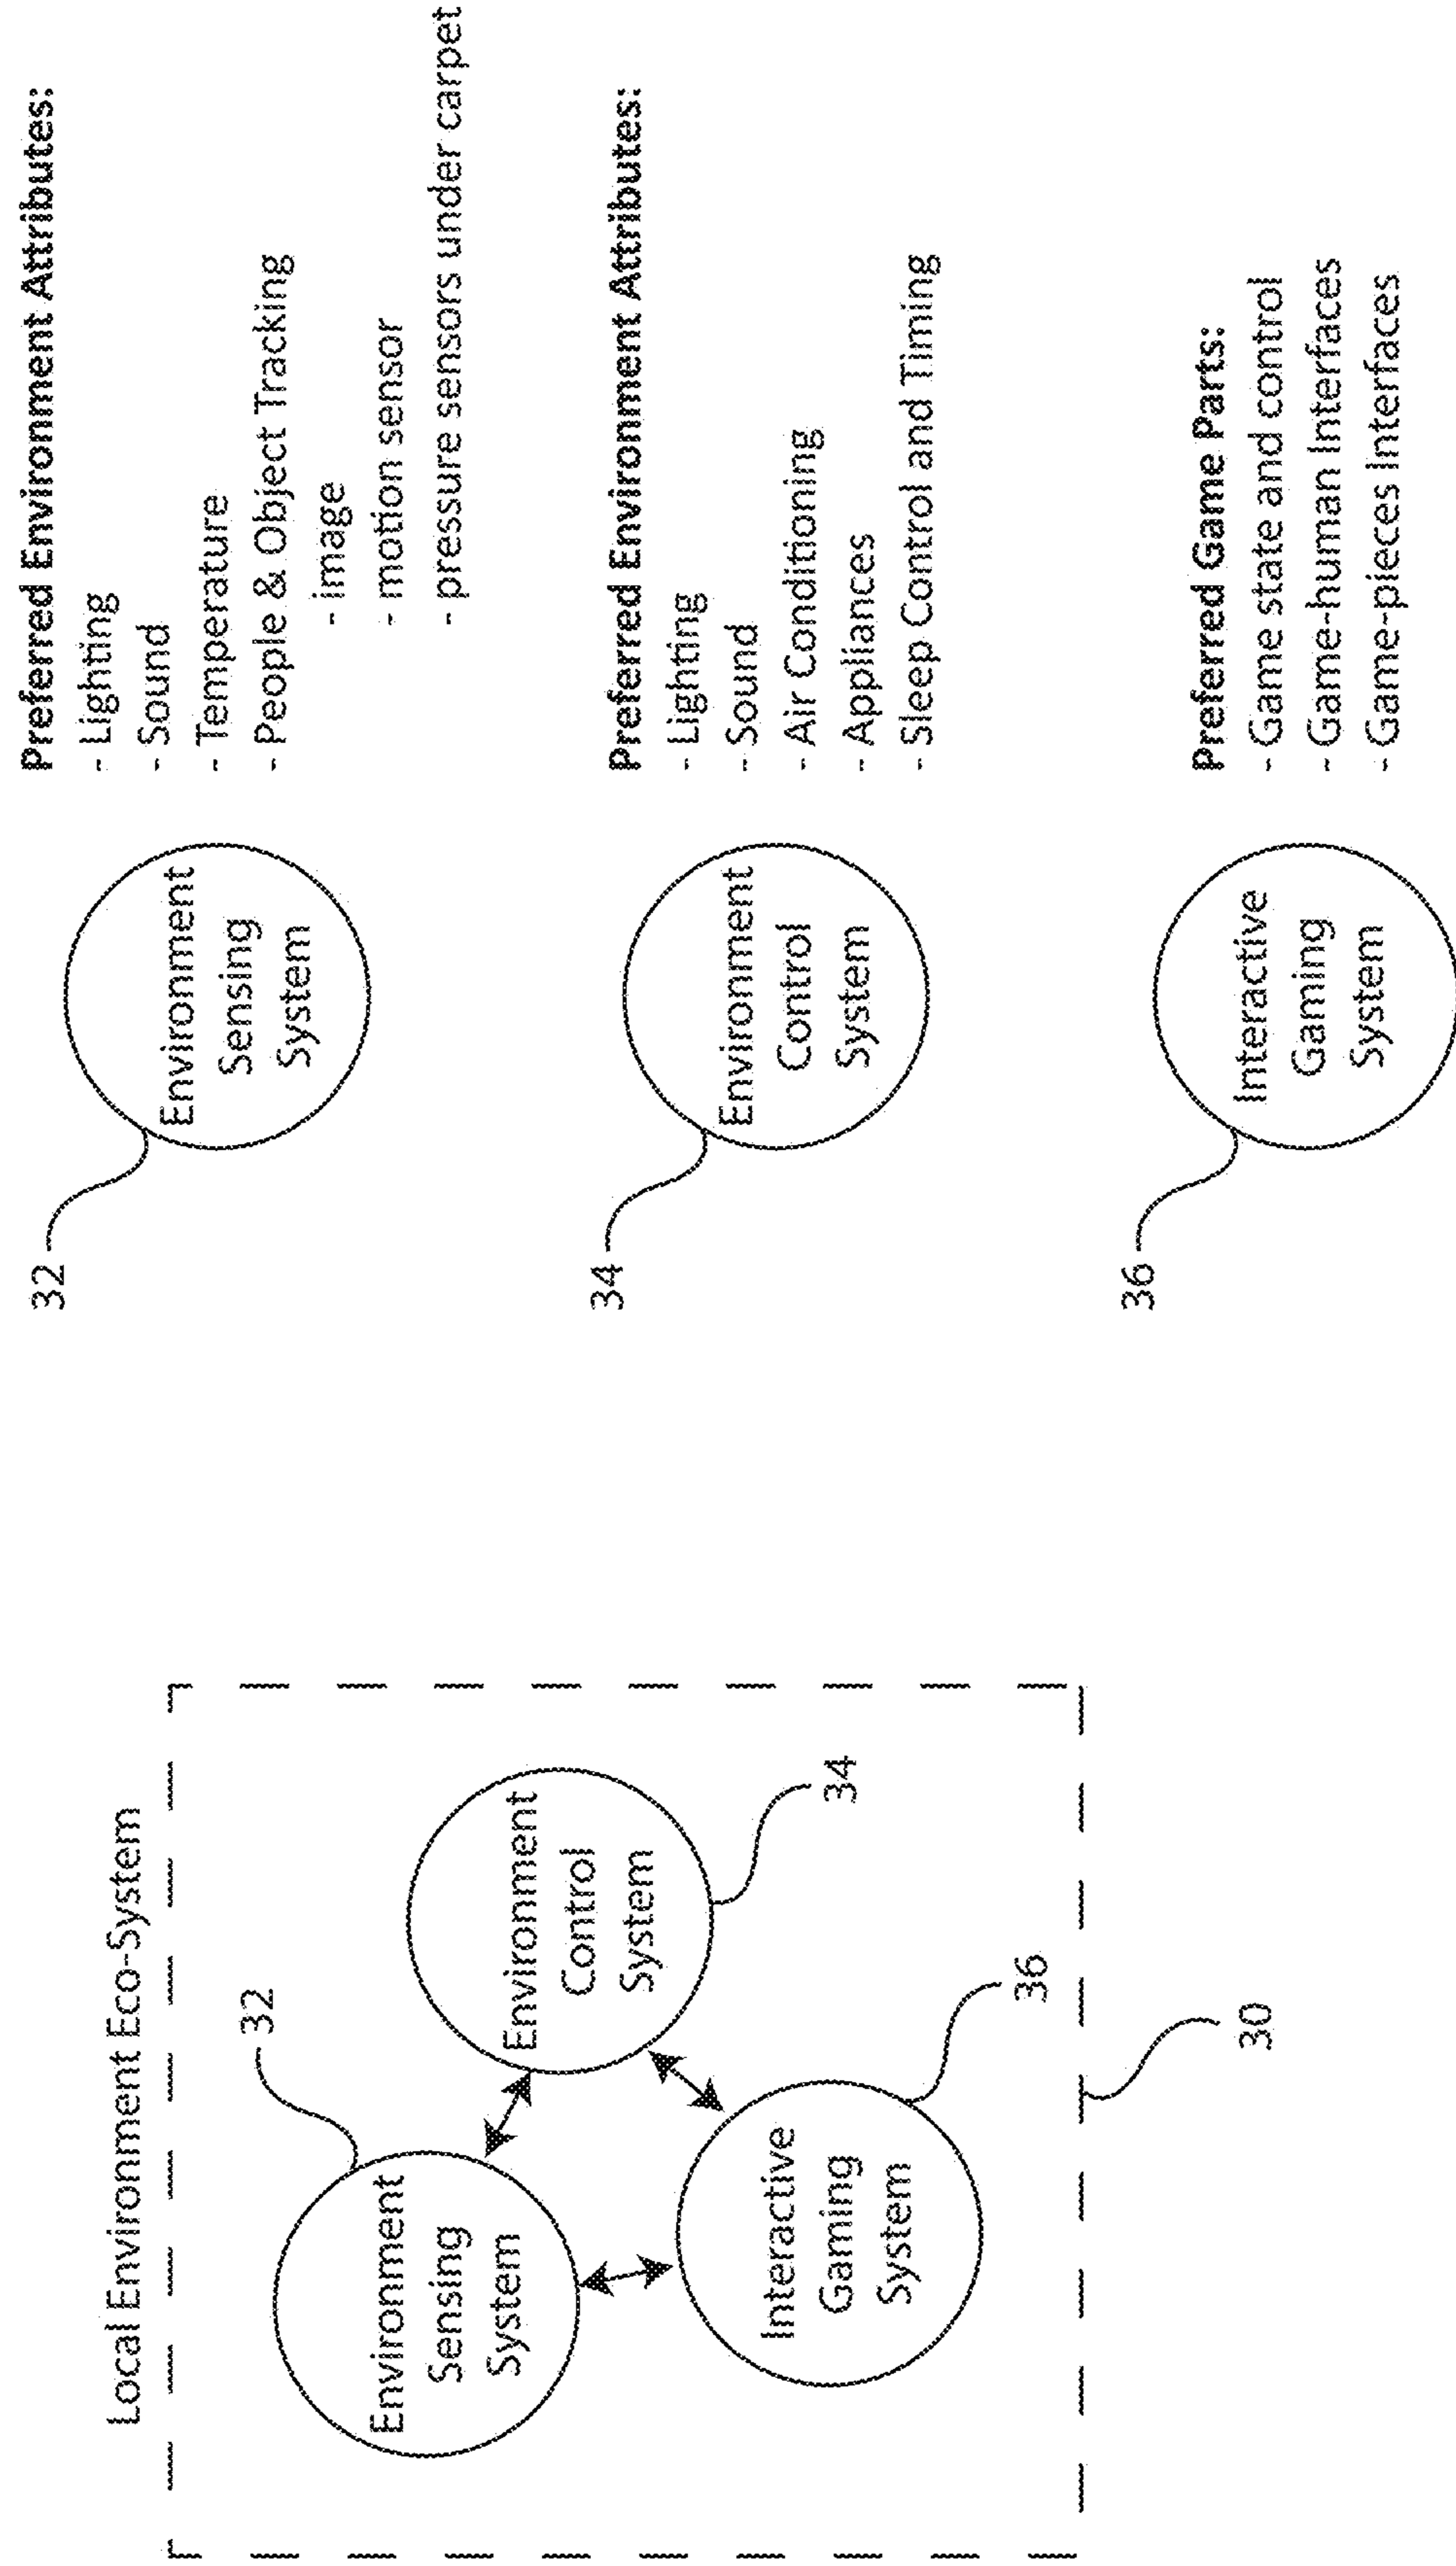 Local Environment Eco-System
32
Environment
Sensing
System
Environment
Control
System
34
Interactive
Gaming
System
36
30
32
Environment
Sensing
System
Preferred Environment Attributes:
- Lighting
- Sound
- Temperature
- People & Object Tracking
- image
- motion sensor
- pressure sensors under carpet
34
Environment
Control
System
Preferred Environment Attributes:
- Lighting
- Sound
- Air Conditioning
- Appliances
- Sleep Control and Timing
36
Interactive
Gaming
System
Preferred Game Parts:
- Game state and control
- Game-human Interfaces
- Game-pieces Interfaces